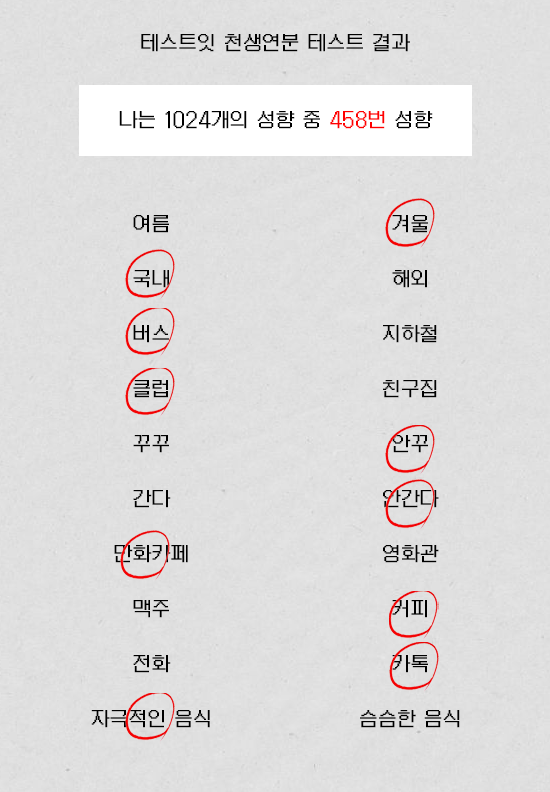 테스트잇 천생연분 테스트 결과
나는 1024개의 성향 중 458번 성향
여름 겨울
국내 해외
버스 지하철
클럽 친구집
꾸꾸 안꾸
간다 안간다
만화카페 영화관
맥주 커피
전화 카톡
자극적인 음식 슴슴한 음식